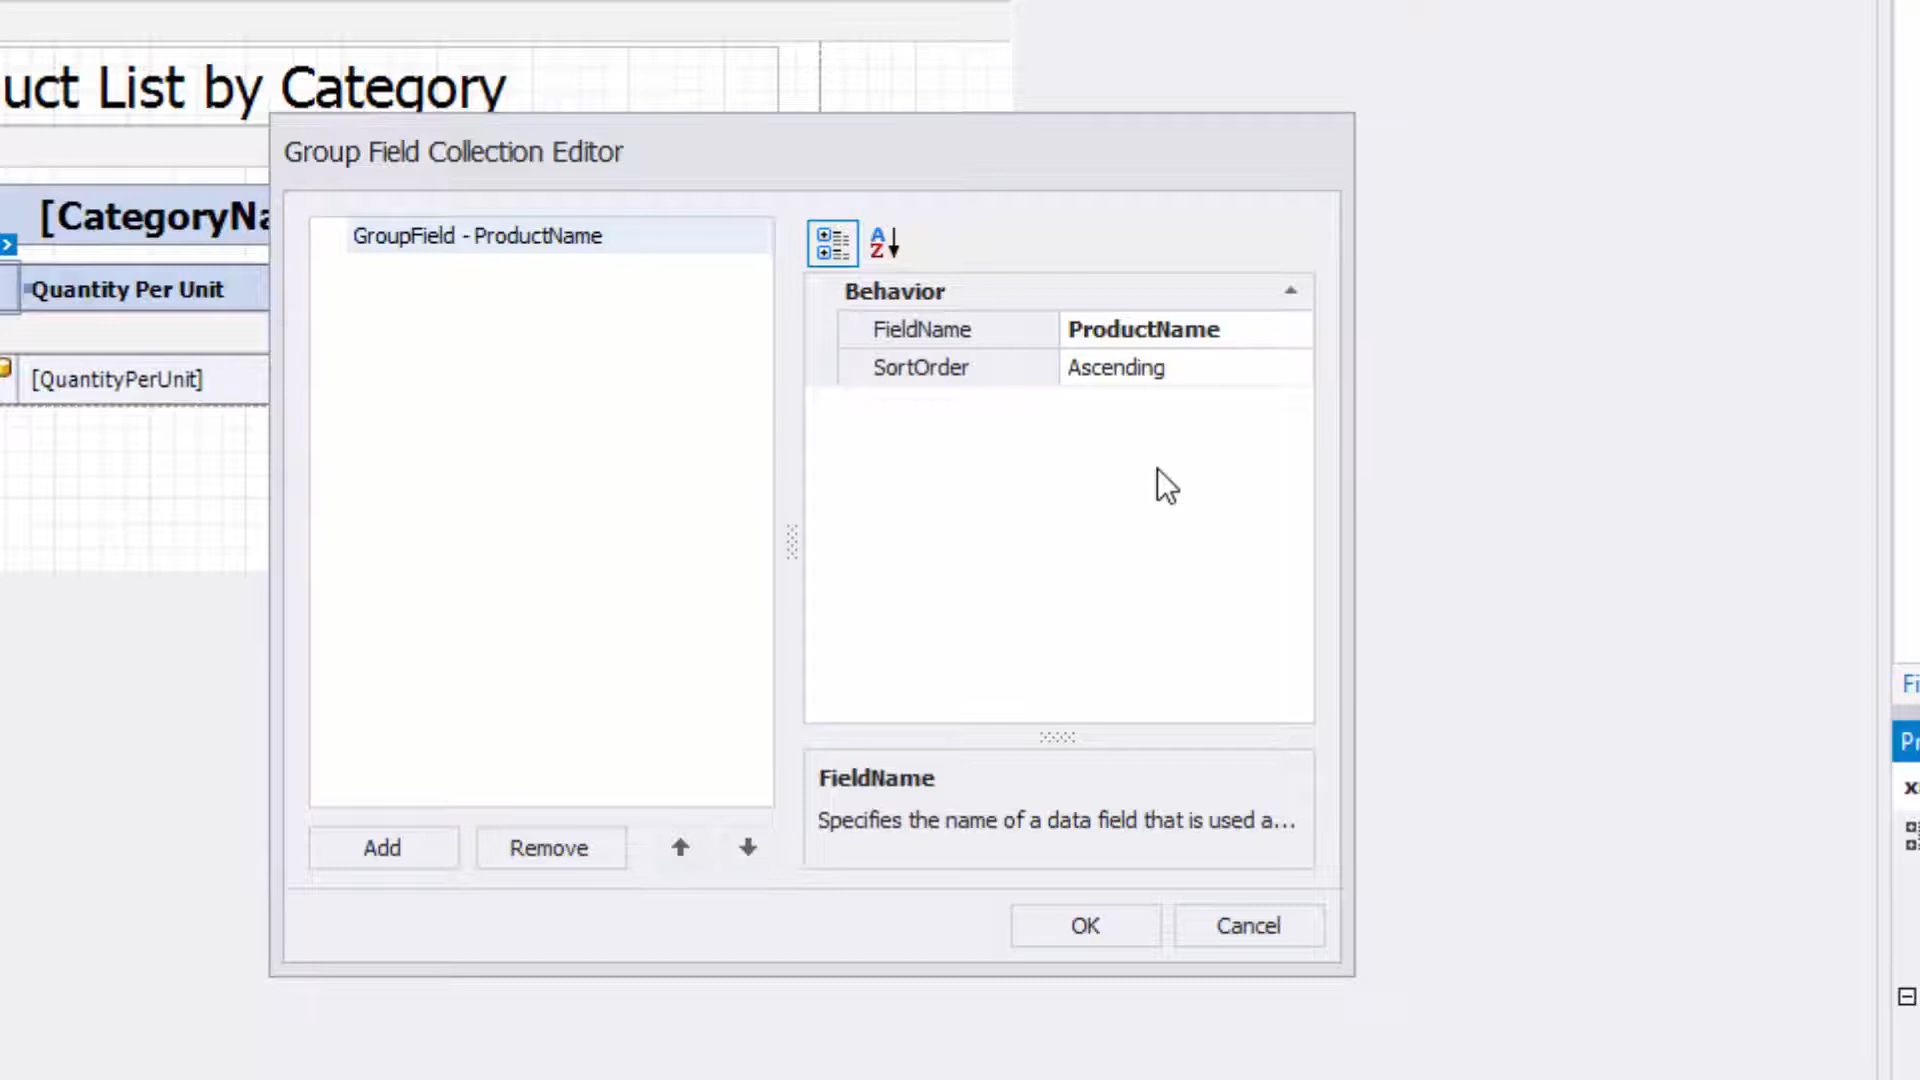 uct List by Category
Group Field Collection Editor
[CategoryNa
GroupField - ProductName
Behavior
Quantity Per Unit
FieldName ProductName
SortOrder Ascending
[QuantityPerUnit]
Fi
Pr
FieldName
Specifies the name of a data field that is used a...
Add Remove
OK Cancel